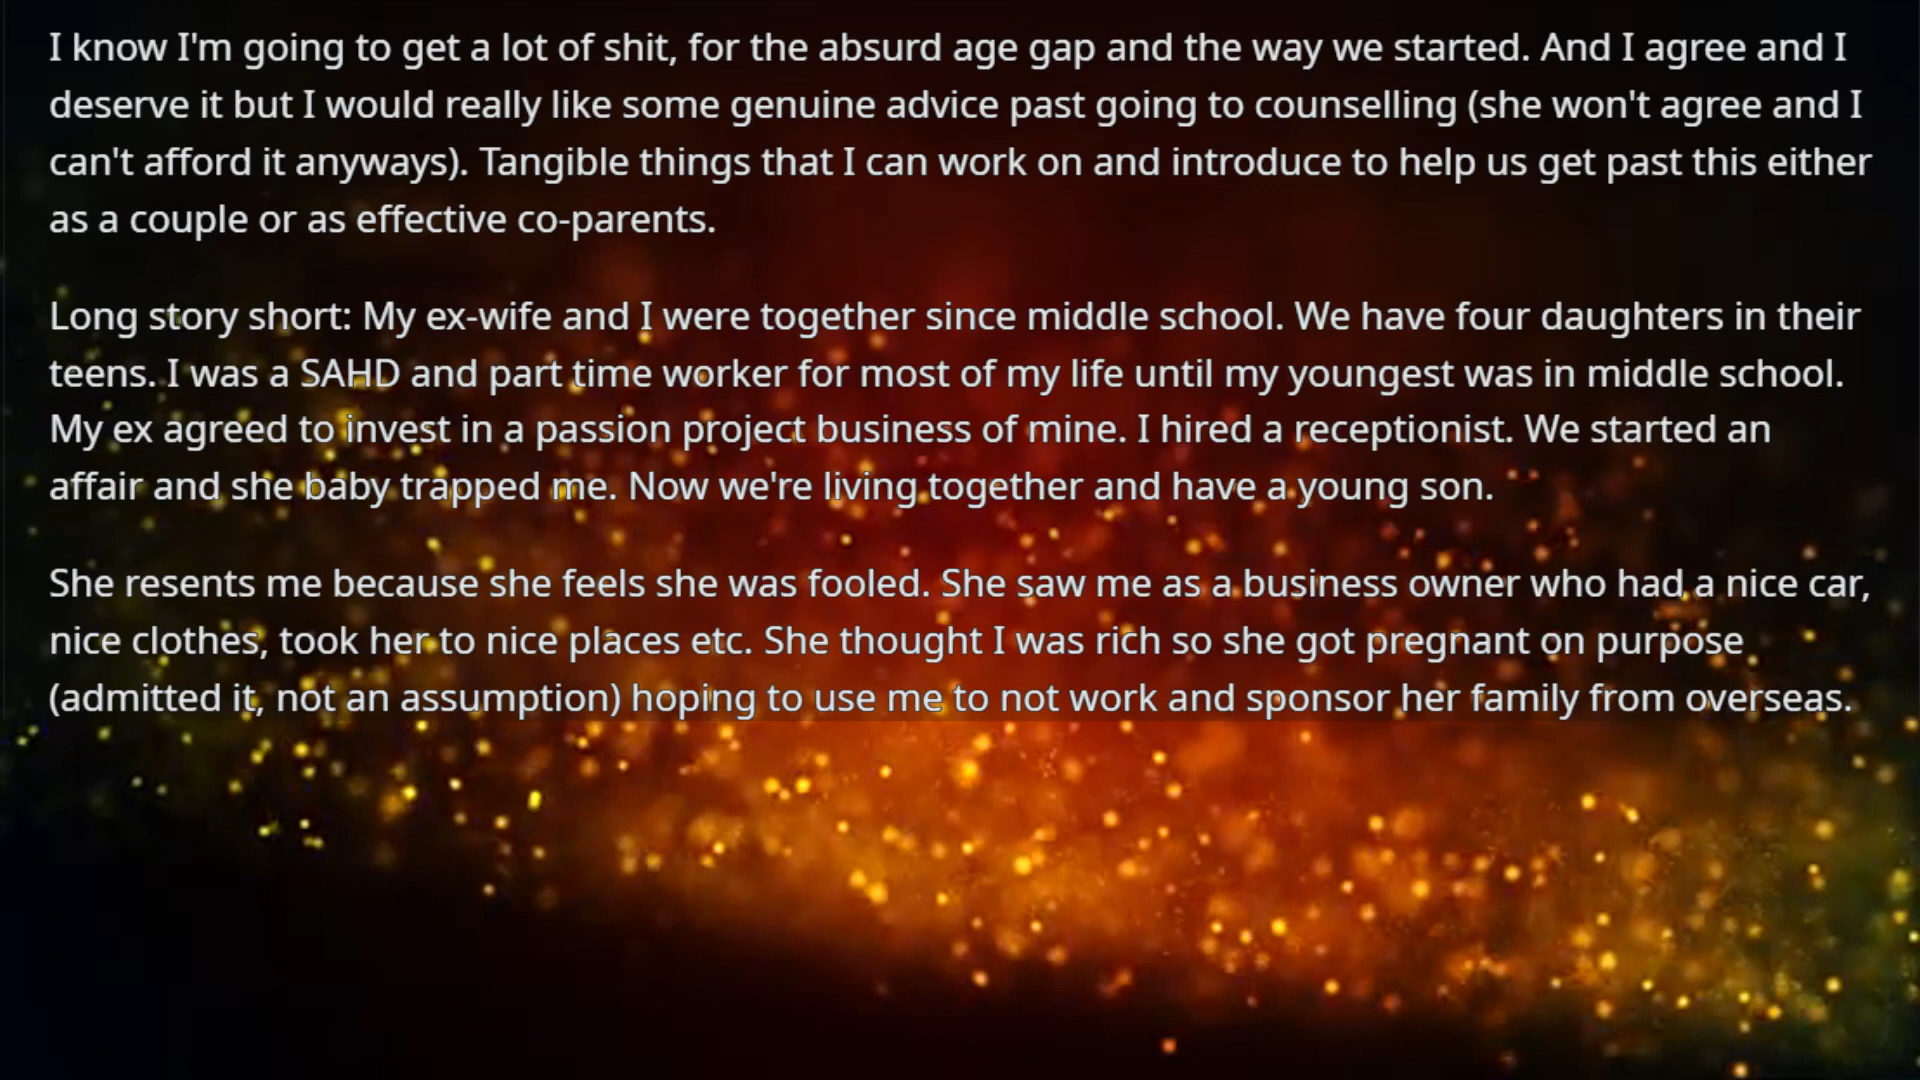 I know I'm going to get a lot of shit, for the absurd age gap and the way we started. And I agree and I
deserve it but I would really like some genuine advice past going to counselling (she won't agree and I
can't afford it anyways). Tangible things that I can work on and introduce to help us get past this either
as a couple or as effective co-parents.
Long story short: My ex-wife and I were together since middle school. We have four daughters in their
teens. I was a SAHD and part time worker for most of my life until my youngest was in middle school.
My ex agreed to invest in a passion project business of mine. I hired a receptionist. We started an
affair and she baby trapped me. Now we're living together and have a young son.
She resents me because she feels she was fooled. She saw me as a business owner who had a nice car,
nice clothes, took her to nice places etc. She thought I was rich so she got pregnant on purpose
(admitted it, not an assumption) hoping to use me to not work and sponsor her family from overseas.